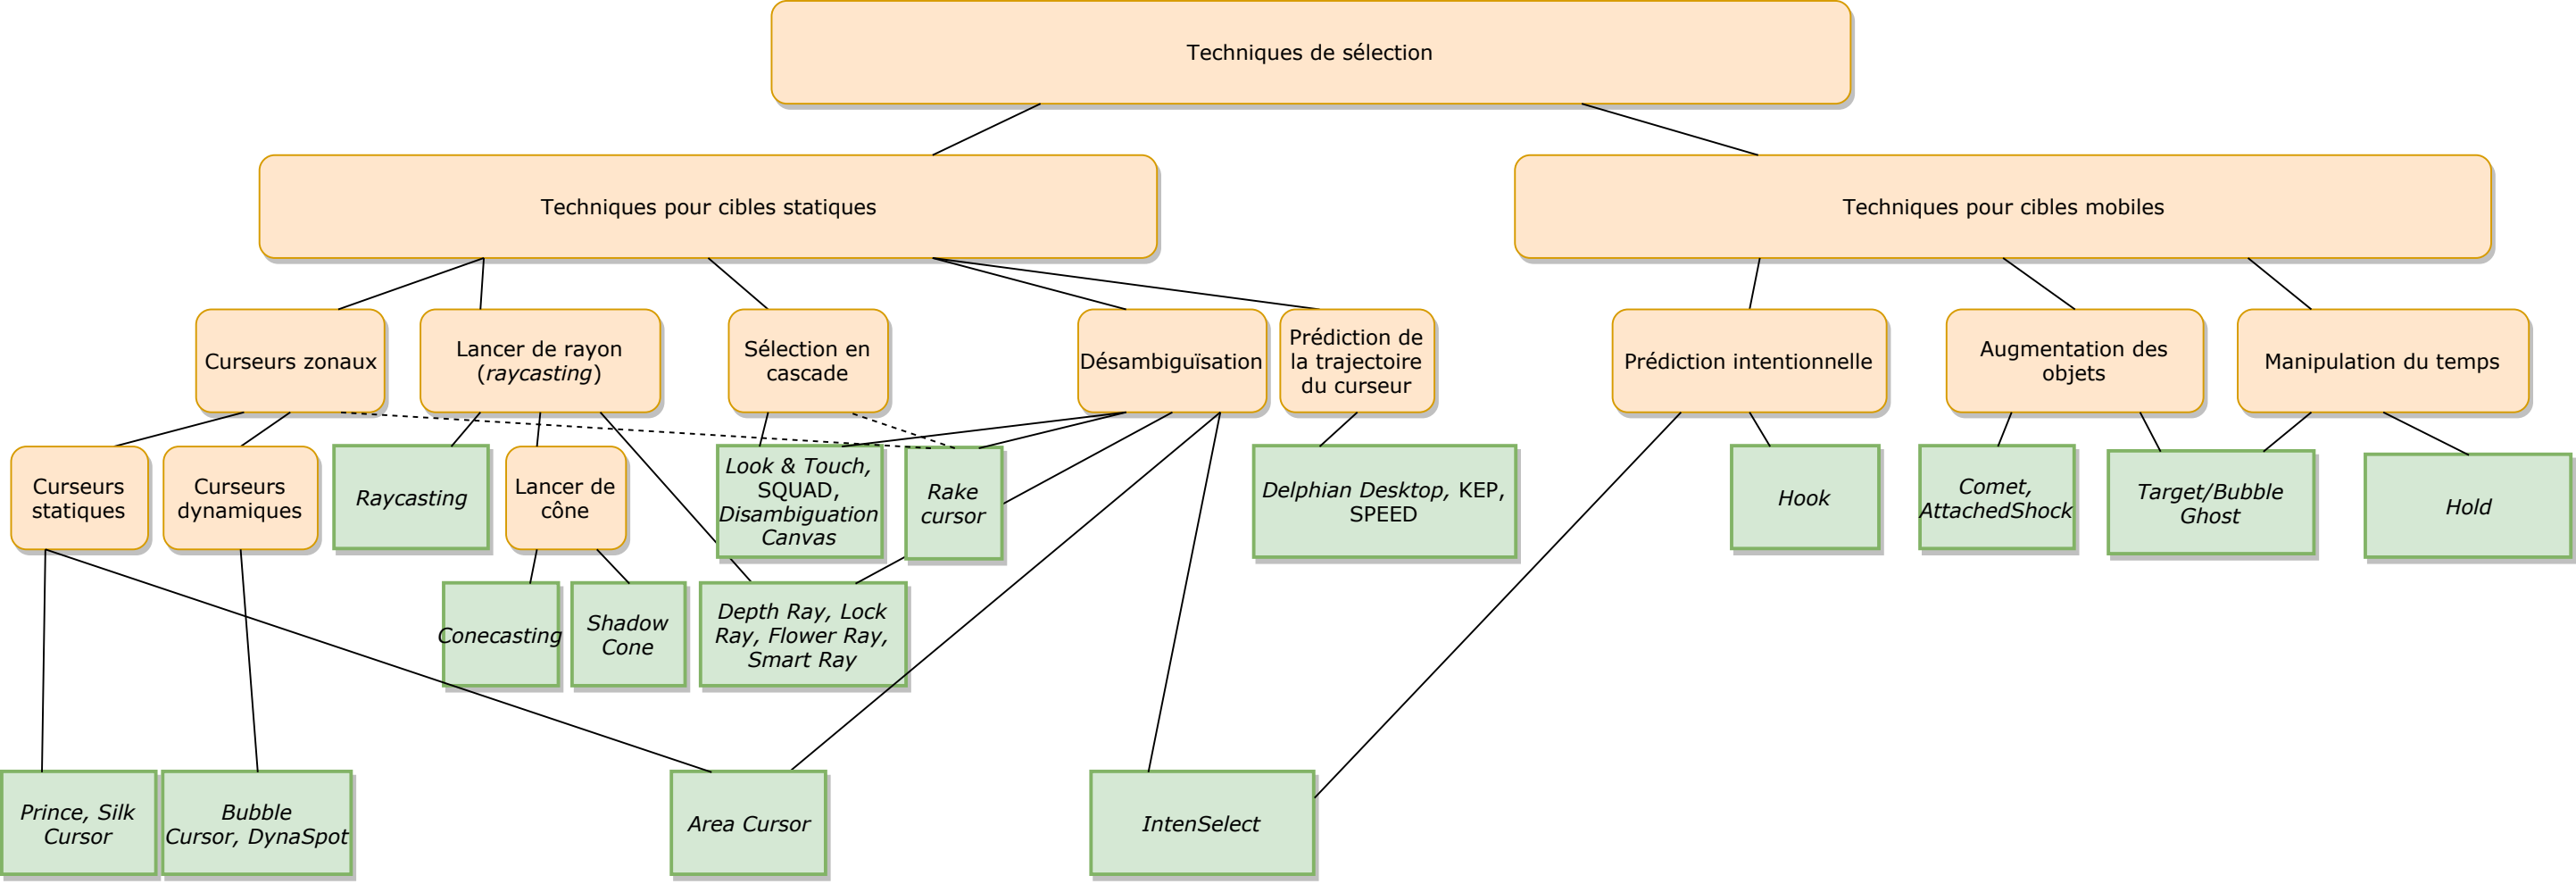 Techniques de sélection
Techniques pour cibles statiques
Techniques pour cibles mobiles
Curseurs zonaux
Lancer de rayon
(raycasting)
Sélection en
cascade
Désambiguïsation
Prédiction de
la trajectoire
du curseur
Prédiction intentionnelle
Augmentation des
objets
Manipulation du temps
Curseurs
statiques
Curseurs
dynamiques
Raycasting
Lancer de
cône
Look & Touch,
SQUAD,
Disambiguation
Canvas
Rake
cursor
Delphian Desktop, KEP,
SPEED
Hook
Comet,
AttachedShock
Target/Bubble
Ghost
Hold
Conecasting
Shadow
Cone
Depth Ray, Lock
Ray, Flower Ray,
Smart Ray
Prince, Silk
Cursor
Bubble
Cursor, DynaSpot
Area Cursor
IntenSelect